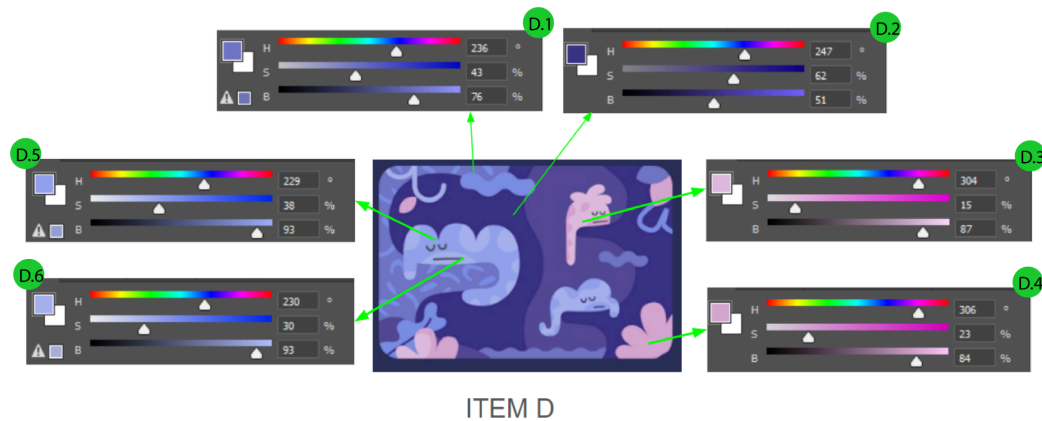 D.1
H 236 °
S 43 %
B 76 %
D.2
H 247 °
S 62 %
B 51 %
D.5
H 229 °
S 38 %
B 93 %
D.3
H 304 °
S 15 %
B 87 %
D.6
H 230 °
S 30 %
B 93 %
D.4
H 306 °
S 23 %
B 84 %
ITEM D